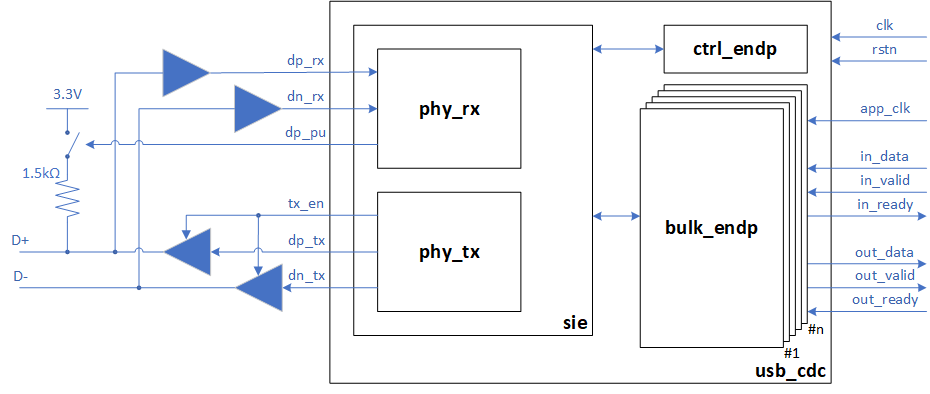 clk
rstn
app_clk
in_data
in_valid
in_ready
out_data
out_valid
out_ready
ctrl_endp
bulk_endp
#n
#1
usb_cdc
sie
phy_rx
phy_tx
dp_rx
dn_rx
dp_pu
tx_en
dp_tx
dn_tx
3.3V
1.5kΩ
D+
D-